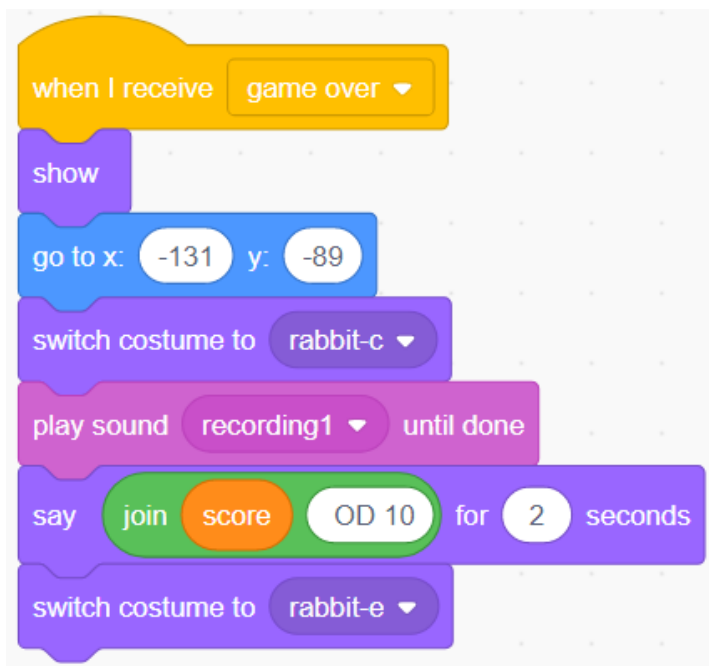 when I receive game over
show
go to x: -131 y: -89
switch costume to rabbit-c
play sound recording1 until done
say join score OD 10 for 2 seconds
switch costume to rabbit-e